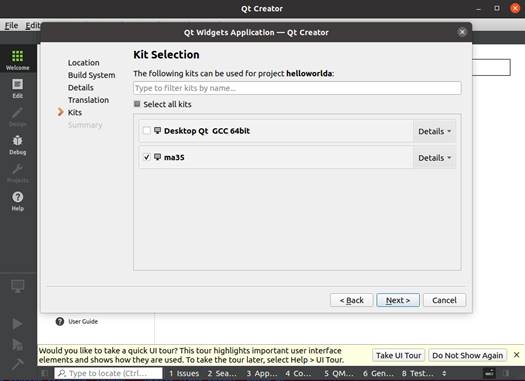 Qt Creator
File
Edit
Qt Widgets Application — Qt Creator
Welcome
Edit
Design
Debug
Projects
Help
Location
Build System
Details
Translation
Kits
Summary
Kit Selection
The following kits can be used for project helloworlda:
Type to filter kits by name...
Select all kits
Desktop Qt GCC 64bit
Details
ma35
Details
< Back
Next >
Cancel
User Guide
Would you like to take a quick UI tour? This tour highlights important user interface
elements and shows how they are used. To take the tour later, select Help > UI Tour.
Take UI Tour
Do Not Show Again
Type to locate (Ctrl...
1 Issues
2 Sea...
3 App...
4 Co...
5 QM...
6 Gen...
8 Test...